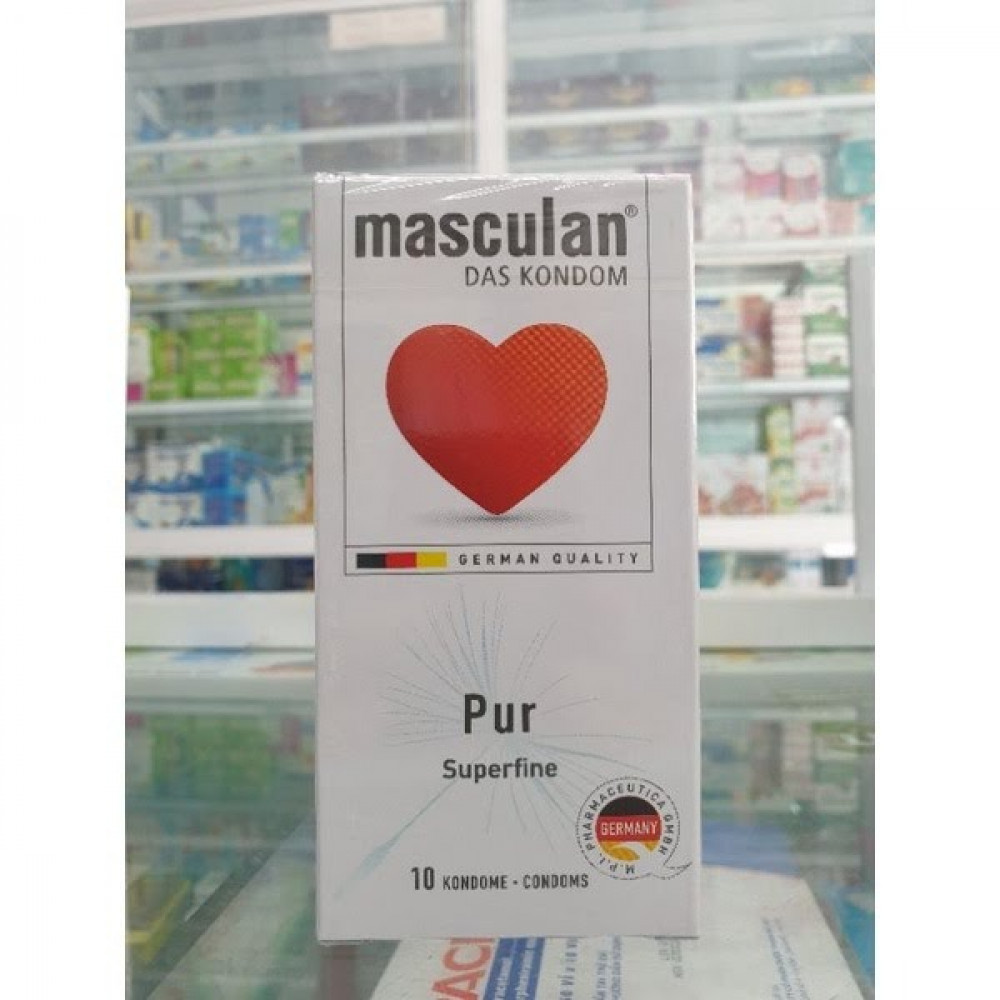 masculan®
DAS KONDOM
GERMAN QUALITY
Pur
Superfine
M.P.I. PHARMACEUTICA GMBH
GERMANY
10 KONDOME - CONDOMS